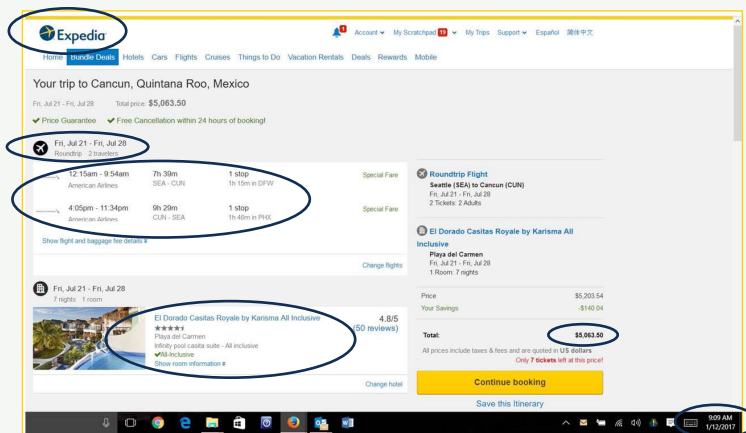 Expedia
1
Account
My Scratchpad 19
My Trips
Support
Español
简体中文
Home
Bundle Deals
Hotels
Cars
Flights
Cruises
Things to Do
Vacation Rentals
Deals
Rewards
Mobile
Your trip to Cancun, Quintana Roo, Mexico
Fri, Jul 21 - Fri, Jul 28 Total price: $5,063.50
Price Guarantee Free Cancellation within 24 hours of booking!
Fri, Jul 21 - Fri, Jul 28
Roundtrip 2 travelers
12:15am - 9:54am 7h 39m 1 stop Special Fare
American Airlines SEA - CUN 1h 15m in DFW
4:05pm - 11:34pm 9h 29m 1 stop Special Fare
American Airlines CUN - SEA 1h 46m in PHX
Show flight and baggage fee details
Change flights
Fri, Jul 21 - Fri, Jul 28
7 nights 1 room
El Dorado Casitas Royale by Karisma All Inclusive 4.8/5
(50 reviews)
Playa del Carmen
Infinity pool casita suite - All inclusive
All-Inclusive
Show room information
Change hotel
Roundtrip Flight
Seattle (SEA) to Cancun (CUN)
Fri, Jul 21 - Fri, Jul 28
2 Tickets: 2 Adults
El Dorado Casitas Royale by Karisma All
Inclusive
Playa del Carmen
Fri, Jul 21 - Fri, Jul 28
1 Room: 7 nights
Price $5,203.54
Your Savings -$140.04
Total: $5,063.50
All prices include taxes & fees and are quoted in US dollars
Only 7 tickets left at this price!
Continue booking
Save this Itinerary
9:09 AM
1/12/2017